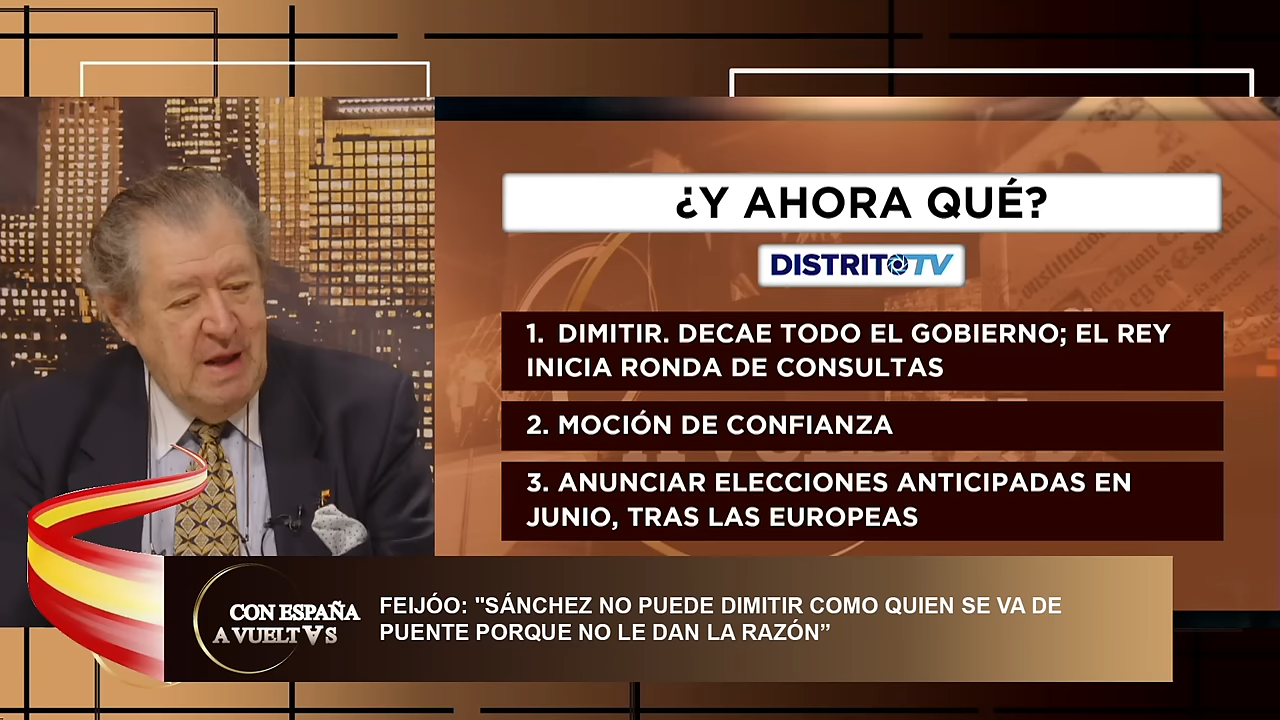 ¿Y AHORA QUÉ?
DISTRITOTV
1. DIMITIR. DECAE TODO EL GOBIERNO; EL REY
INICIA RONDA DE CONSULTAS
2. MOCIÓN DE CONFIANZA
3. ANUNCIAR ELECCIONES ANTICIPADAS EN
JUNIO, TRAS LAS EUROPEAS
CON ESPAÑA
A VUELTAS
FEIJÓO: "SÁNCHEZ NO PUEDE DIMITIR COMO QUIEN SE VA DE
PUENTE PORQUE NO LE DAN LA RAZÓN”